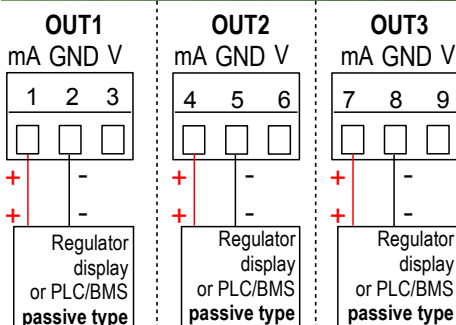 OUT1
mA GND V
1 2 3
+ -
+ -
Regulator
display
or PLC/BMS
passive type
OUT2
mA GND V
4 5 6
+ -
+ -
Regulator
display
or PLC/BMS
passive type
OUT3
mA GND V
7 8 9
+ -
+ -
Regulator
display
or PLC/BMS
passive type